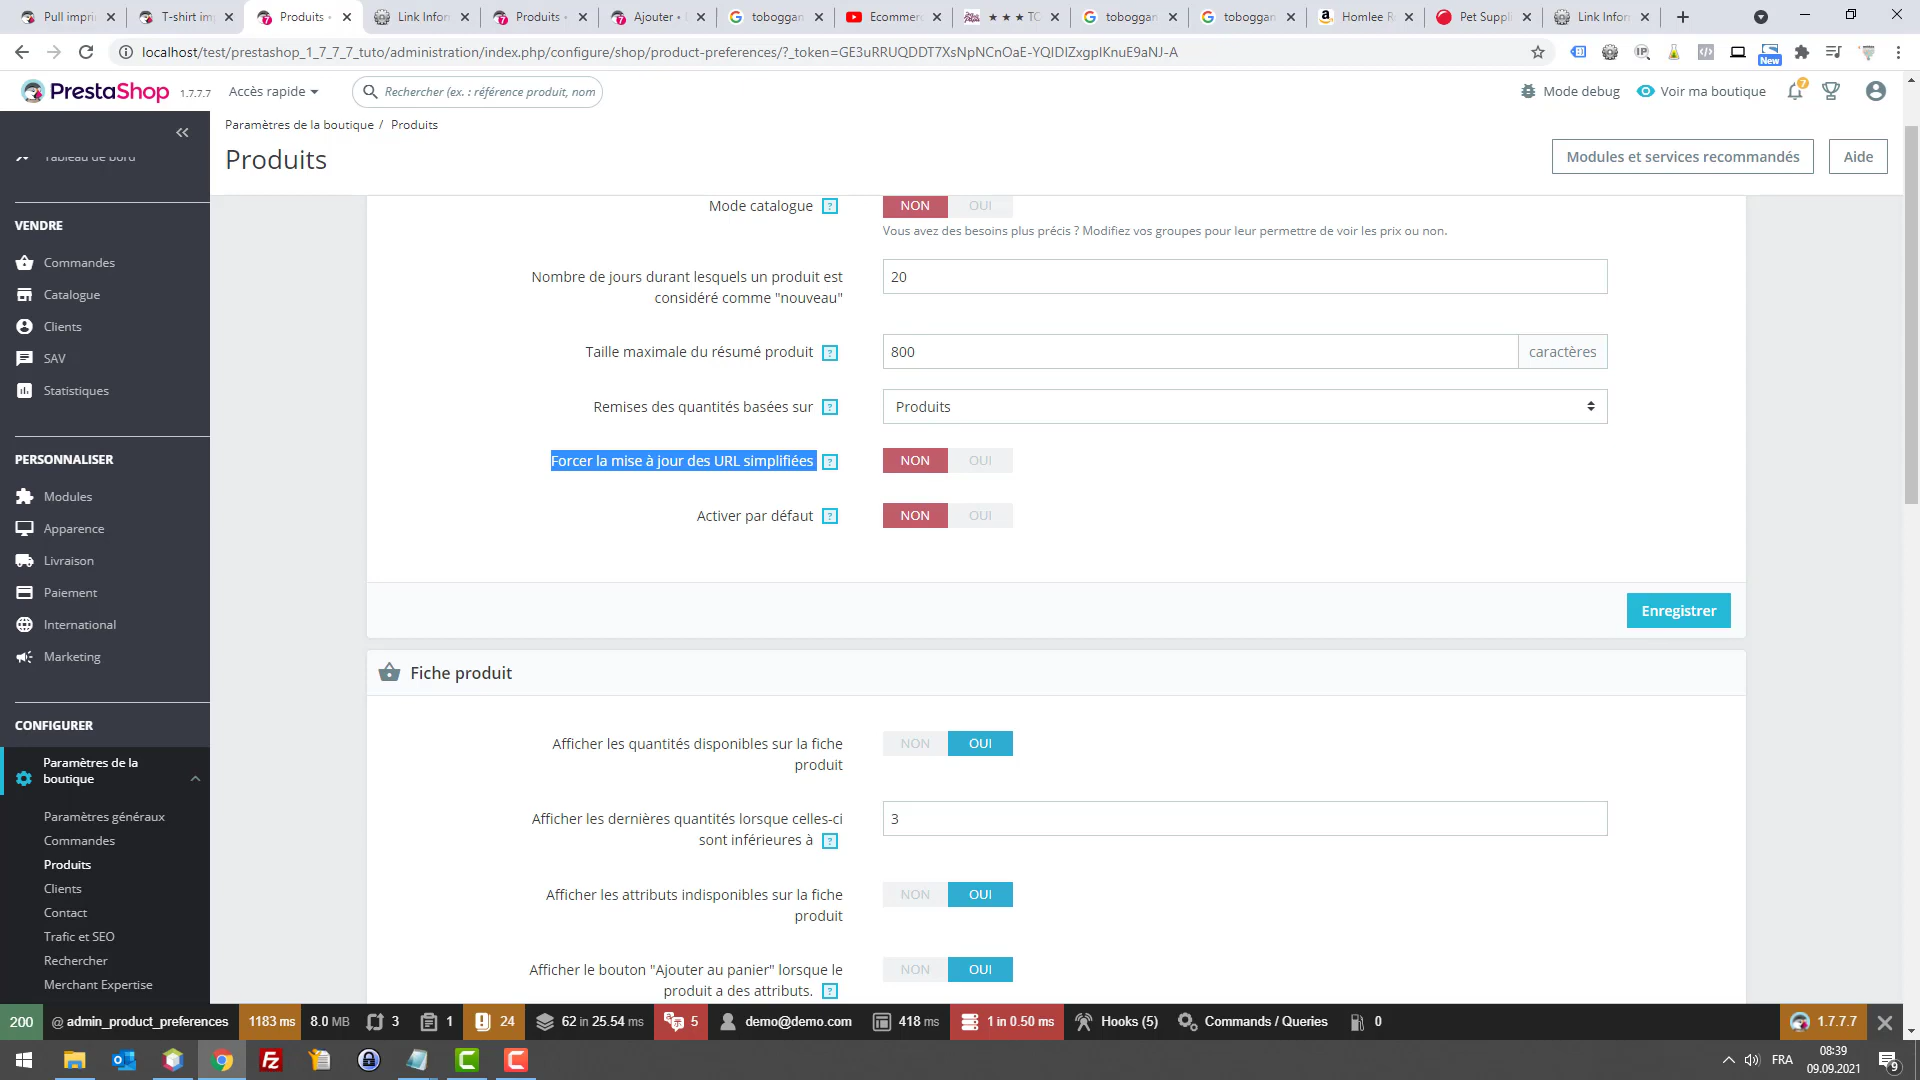 Pull impri
T-shirt im
Produits •
Link Infor
Produits •
Ajouter •
toboggan
Ecommer
★ ★ ★ TO
toboggan
toboggan
Homlee R
Pet Suppli
Link Infor
localhost/test/prestashop_1_7_7_7_tuto/administration/index.php/configure/shop/product-preferences/?_token=GE3uRRUQDDT7XsNpNCnOaE-YQIDIZxgpIKnuE9aNJ-A
New
PrestaShop 1.7.7.7
Accès rapide
Rechercher (ex. : référence produit, nom
Mode debug
Voir ma boutique
7
Paramètres de la boutique / Produits
Produits
Modules et services recommandés
Aide
Tableau de bord
VENDRE
Commandes
Catalogue
Clients
SAV
Statistiques
PERSONNALISER
Modules
Apparence
Livraison
Paiement
International
Marketing
CONFIGURER
Paramètres de la
boutique
Paramètres généraux
Commandes
Produits
Clients
Contact
Trafic et SEO
Rechercher
Merchant Expertise
Mode catalogue ? NON OUI
Vous avez des besoins plus précis ? Modifiez vos groupes pour leur permettre de voir les prix ou non.
Nombre de jours durant lesquels un produit est
considéré comme "nouveau"
20
Taille maximale du résumé produit ? 800 caractères
Remises des quantités basées sur ? Produits
Forcer la mise à jour des URL simplifiées ? NON OUI
Activer par défaut ? NON OUI
Enregistrer
Fiche produit
Afficher les quantités disponibles sur la fiche
produit
NON OUI
Afficher les dernières quantités lorsque celles-ci
sont inférieures à ?
3
Afficher les attributs indisponibles sur la fiche
produit
NON OUI
Afficher le bouton "Ajouter au panier" lorsque le
produit a des attributs. ?
NON OUI
200 @ admin_product_preferences 1183 ms 8.0 MB 3 1 24 62 in 25.54 ms 5 demo@demo.com 418 ms 1 in 0.50 ms Hooks (5) Commands / Queries 0 1.7.7.7
FRA
08:39
09.09.2021
9